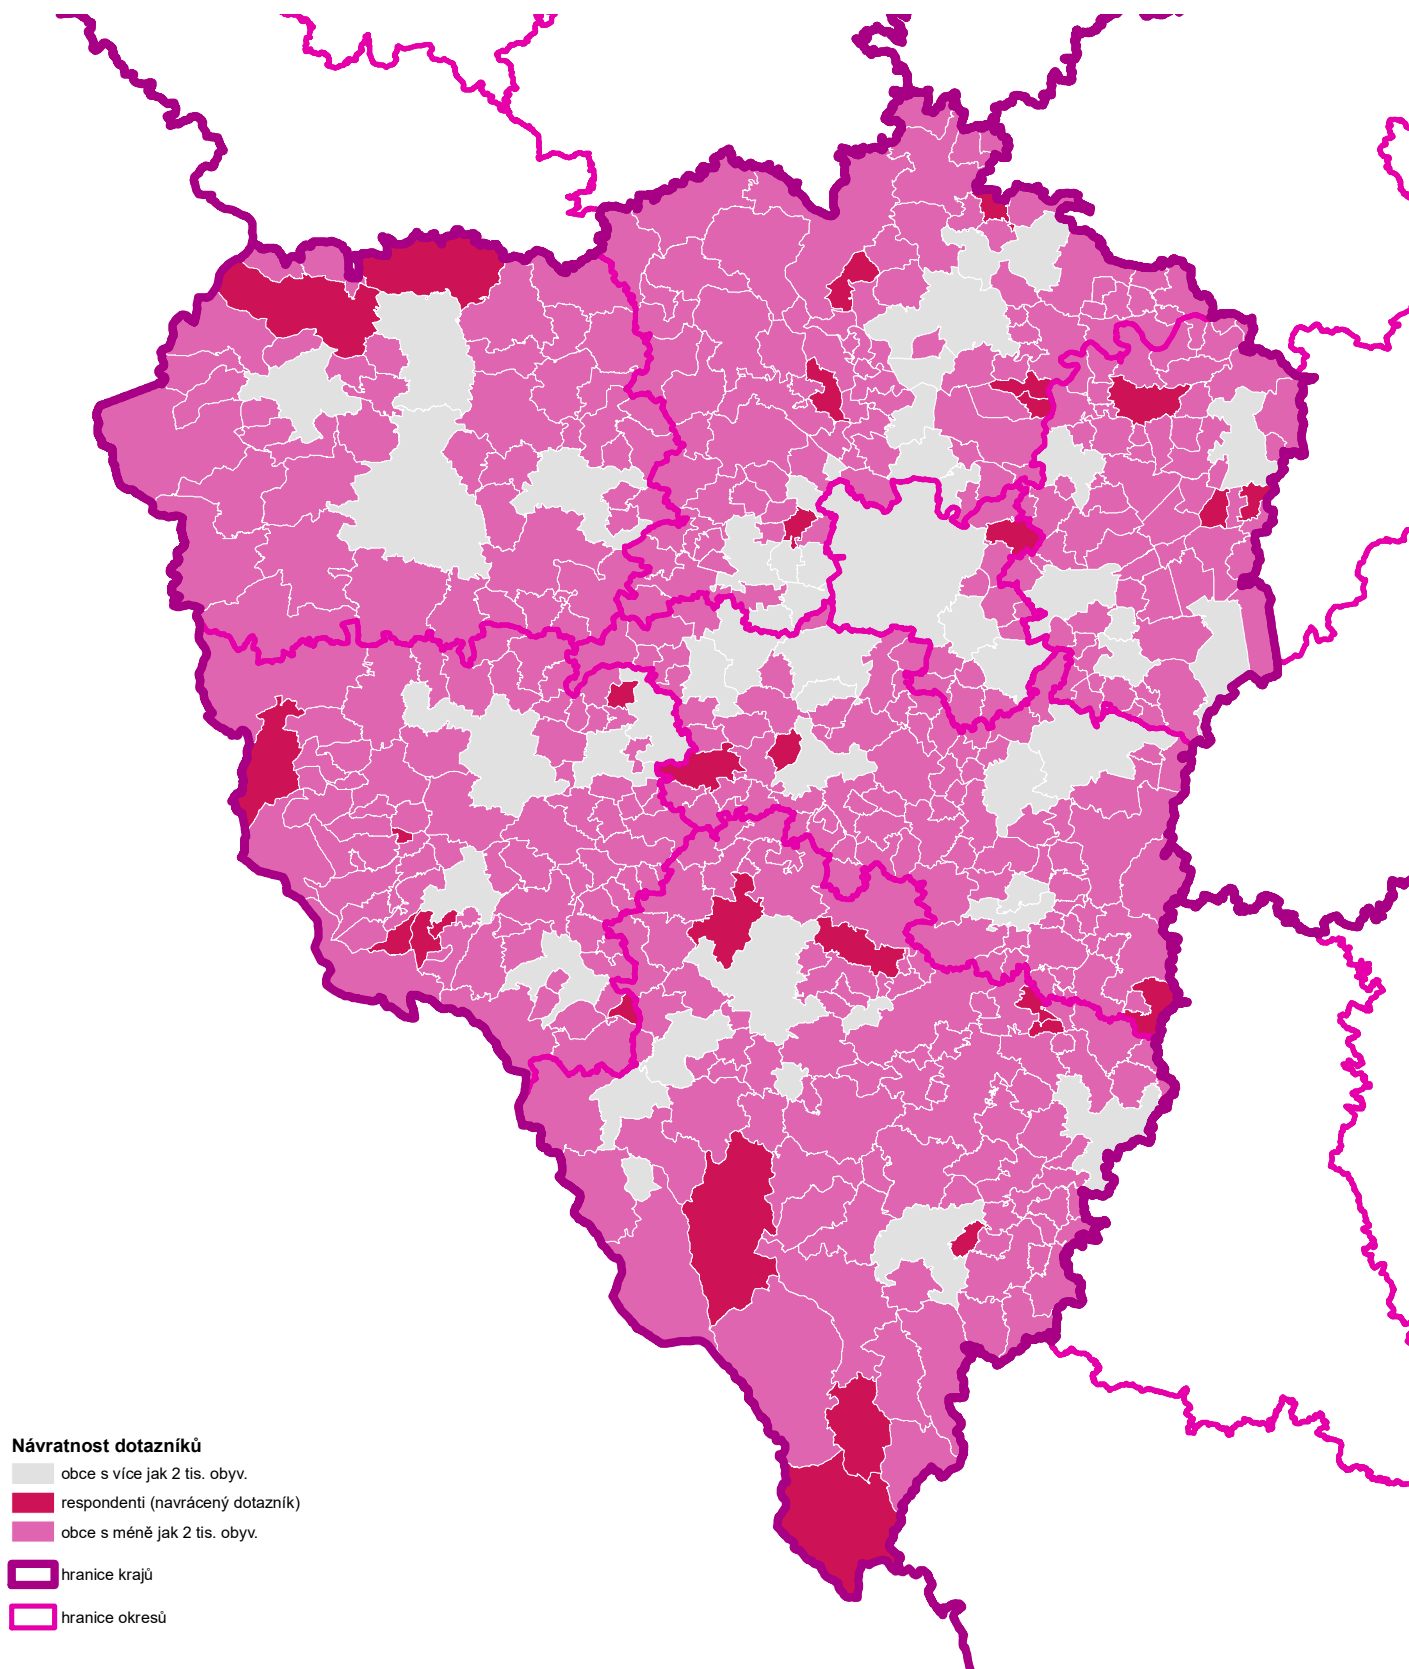 Návratnost dotazníků
obce s více jak 2 tis. obyv.
respondenti (navrácený dotazník)
obce s méně jak 2 tis. obyv.
hranice krajů
hranice okresů